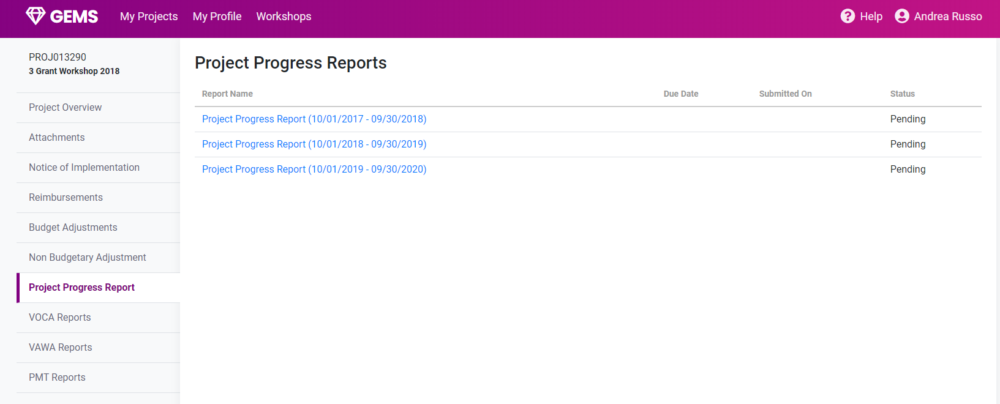 GEMS My Projects My Profile Workshops ? Help Andrea Russo
PROJ013290
3 Grant Workshop 2018
Project Overview
Attachments
Notice of Implementation
Reimbursements
Budget Adjustments
Non Budgetary Adjustment
Project Progress Report
VOCA Reports
VAWA Reports
PMT Reports
Project Progress Reports
Report Name Due Date Submitted On Status
Project Progress Report (10/01/2017 - 09/30/2018) Pending
Project Progress Report (10/01/2018 - 09/30/2019) Pending
Project Progress Report (10/01/2019 - 09/30/2020) Pending